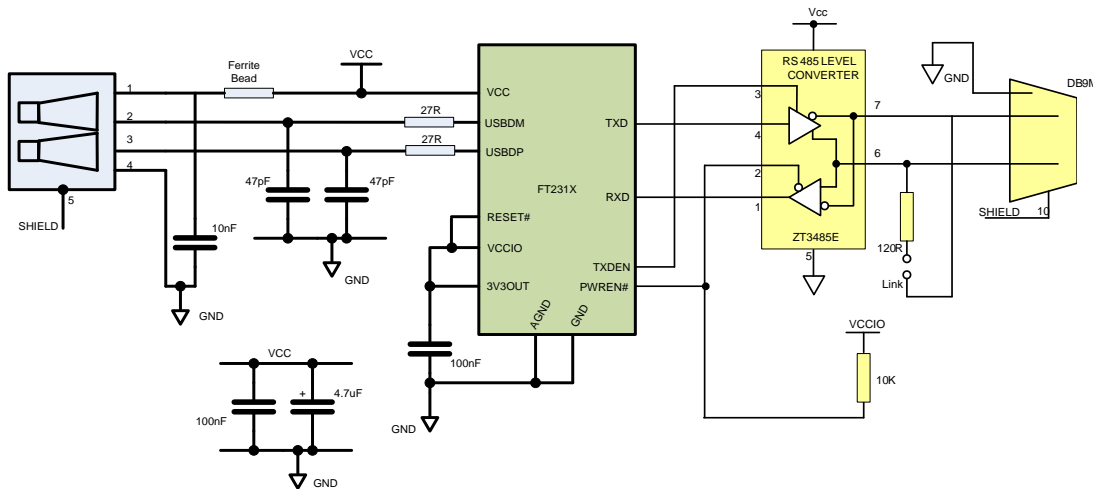 Vcc
VCC
Ferrite
Bead
1
2
3
4
5
SHIELD
10nF
GND
27R
27R
47pF
47pF
GND
VCC
USBDM
USBDP
RESET#
VCCIO
3V3OUT
AGND
GND
FT231X
TXD
RXD
TXDEN
PWREN#
100nF
GND
VCC
100nF
+
4.7uF
GND
RS485 LEVEL
CONVERTER
3
4
2
1
7
6
ZT3485E
5
GND
DB9M
SHIELD
10
120R
Link
VCCIO
10K